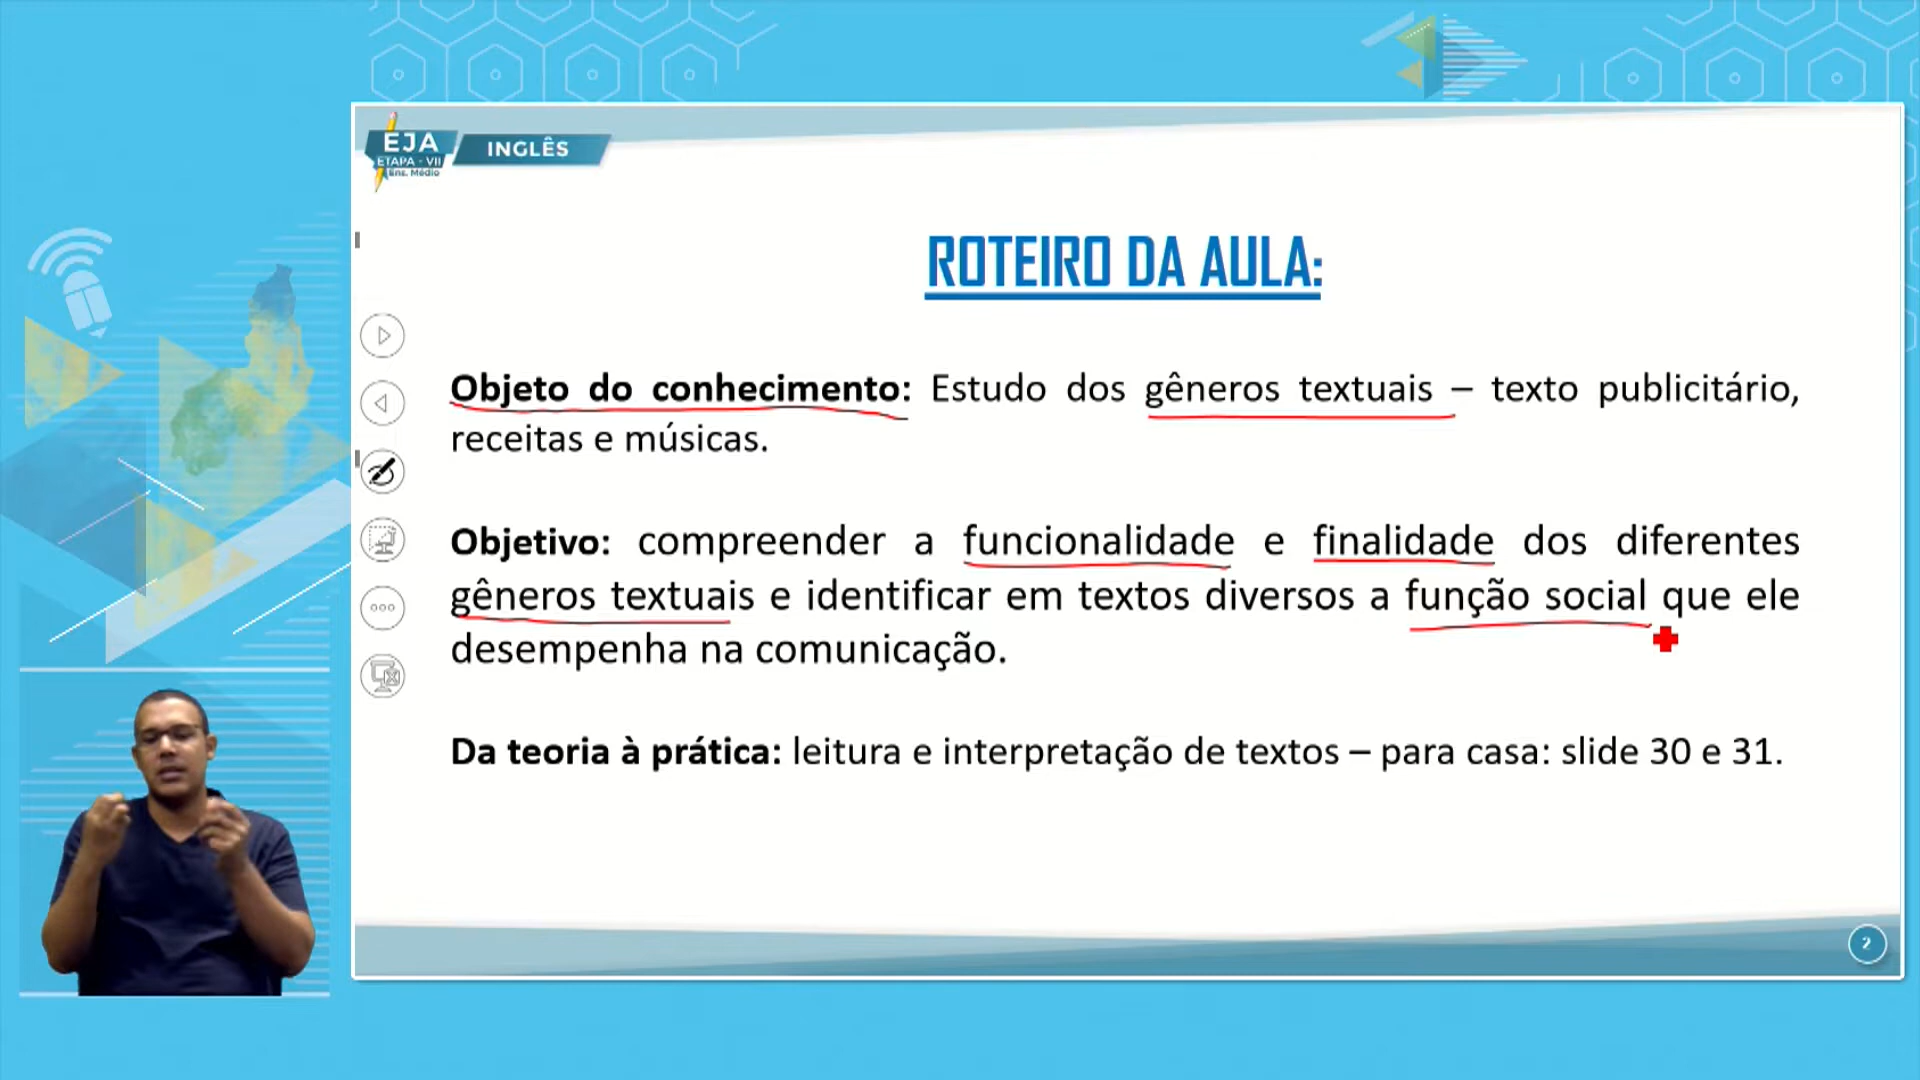 EJA
ETAPA - VII
Ens. Médio
INGLÊS
ROTEIRO DA AULA:
Objeto do conhecimento: Estudo dos gêneros textuais – texto publicitário,
receitas e músicas.
Objetivo: compreender a funcionalidade e finalidade dos diferentes
gêneros textuais e identificar em textos diversos a função social que ele
desempenha na comunicação.
Da teoria à prática: leitura e interpretação de textos – para casa: slide 30 e 31.
2